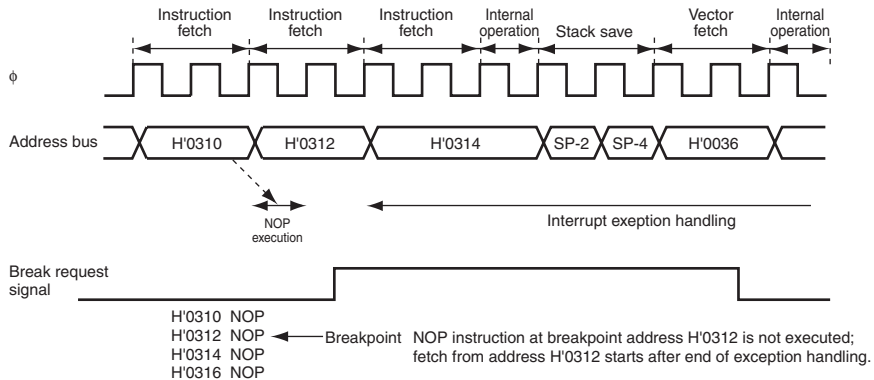 Instruction fetch
Instruction fetch
Instruction fetch
Internal operation
Stack save
Vector fetch
Internal operation
ϕ
Address bus
H'0310
H'0312
H'0314
SP-2
SP-4
H'0036
NOP execution
Interrupt exeption handling
Break request signal
H'0310 NOP
H'0312 NOP
Breakpoint NOP instruction at breakpoint address H'0312 is not executed;
fetch from address H'0312 starts after end of exception handling.
H'0314 NOP
H'0316 NOP